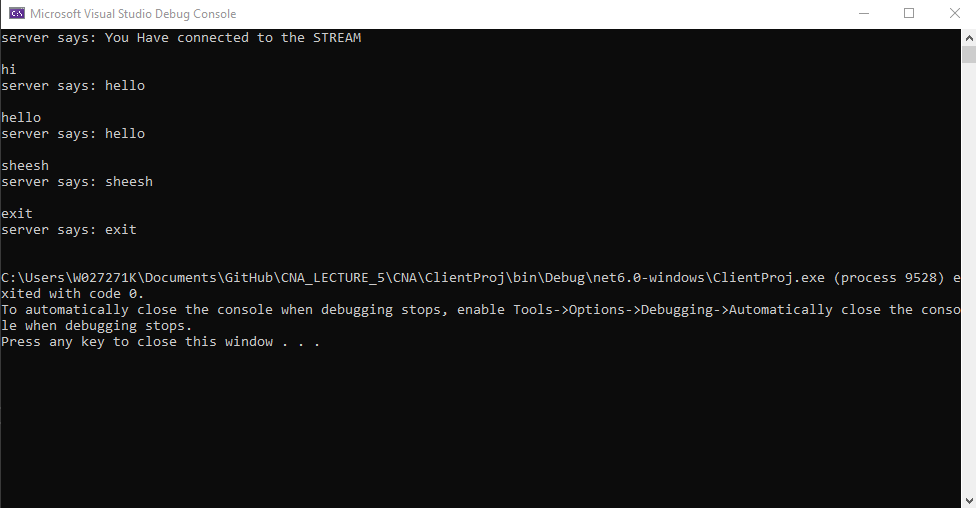 Microsoft Visual Studio Debug Console
server says: You Have connected to the STREAM
hi
server says: hello
hello
server says: hello
sheesh
server says: sheesh
exit
server says: exit
C:\Users\W027271K\Documents\GitHub\CNA_LECTURE_5\CNA\ClientProj\bin\Debug\net6.0-windows\ClientProj.exe (process 9528) e
xited with code 0.
To automatically close the console when debugging stops, enable Tools->Options->Debugging->Automatically close the conso
le when debugging stops.
Press any key to close this window . . .